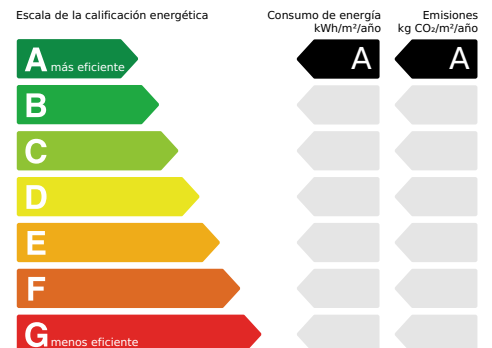 Escala de la calificación energética
Consumo de energía
kWh/m²/año
Emisiones
kg CO₂/m²/año
A más eficiente
A
A
B
C
D
E
F
G menos eficiente